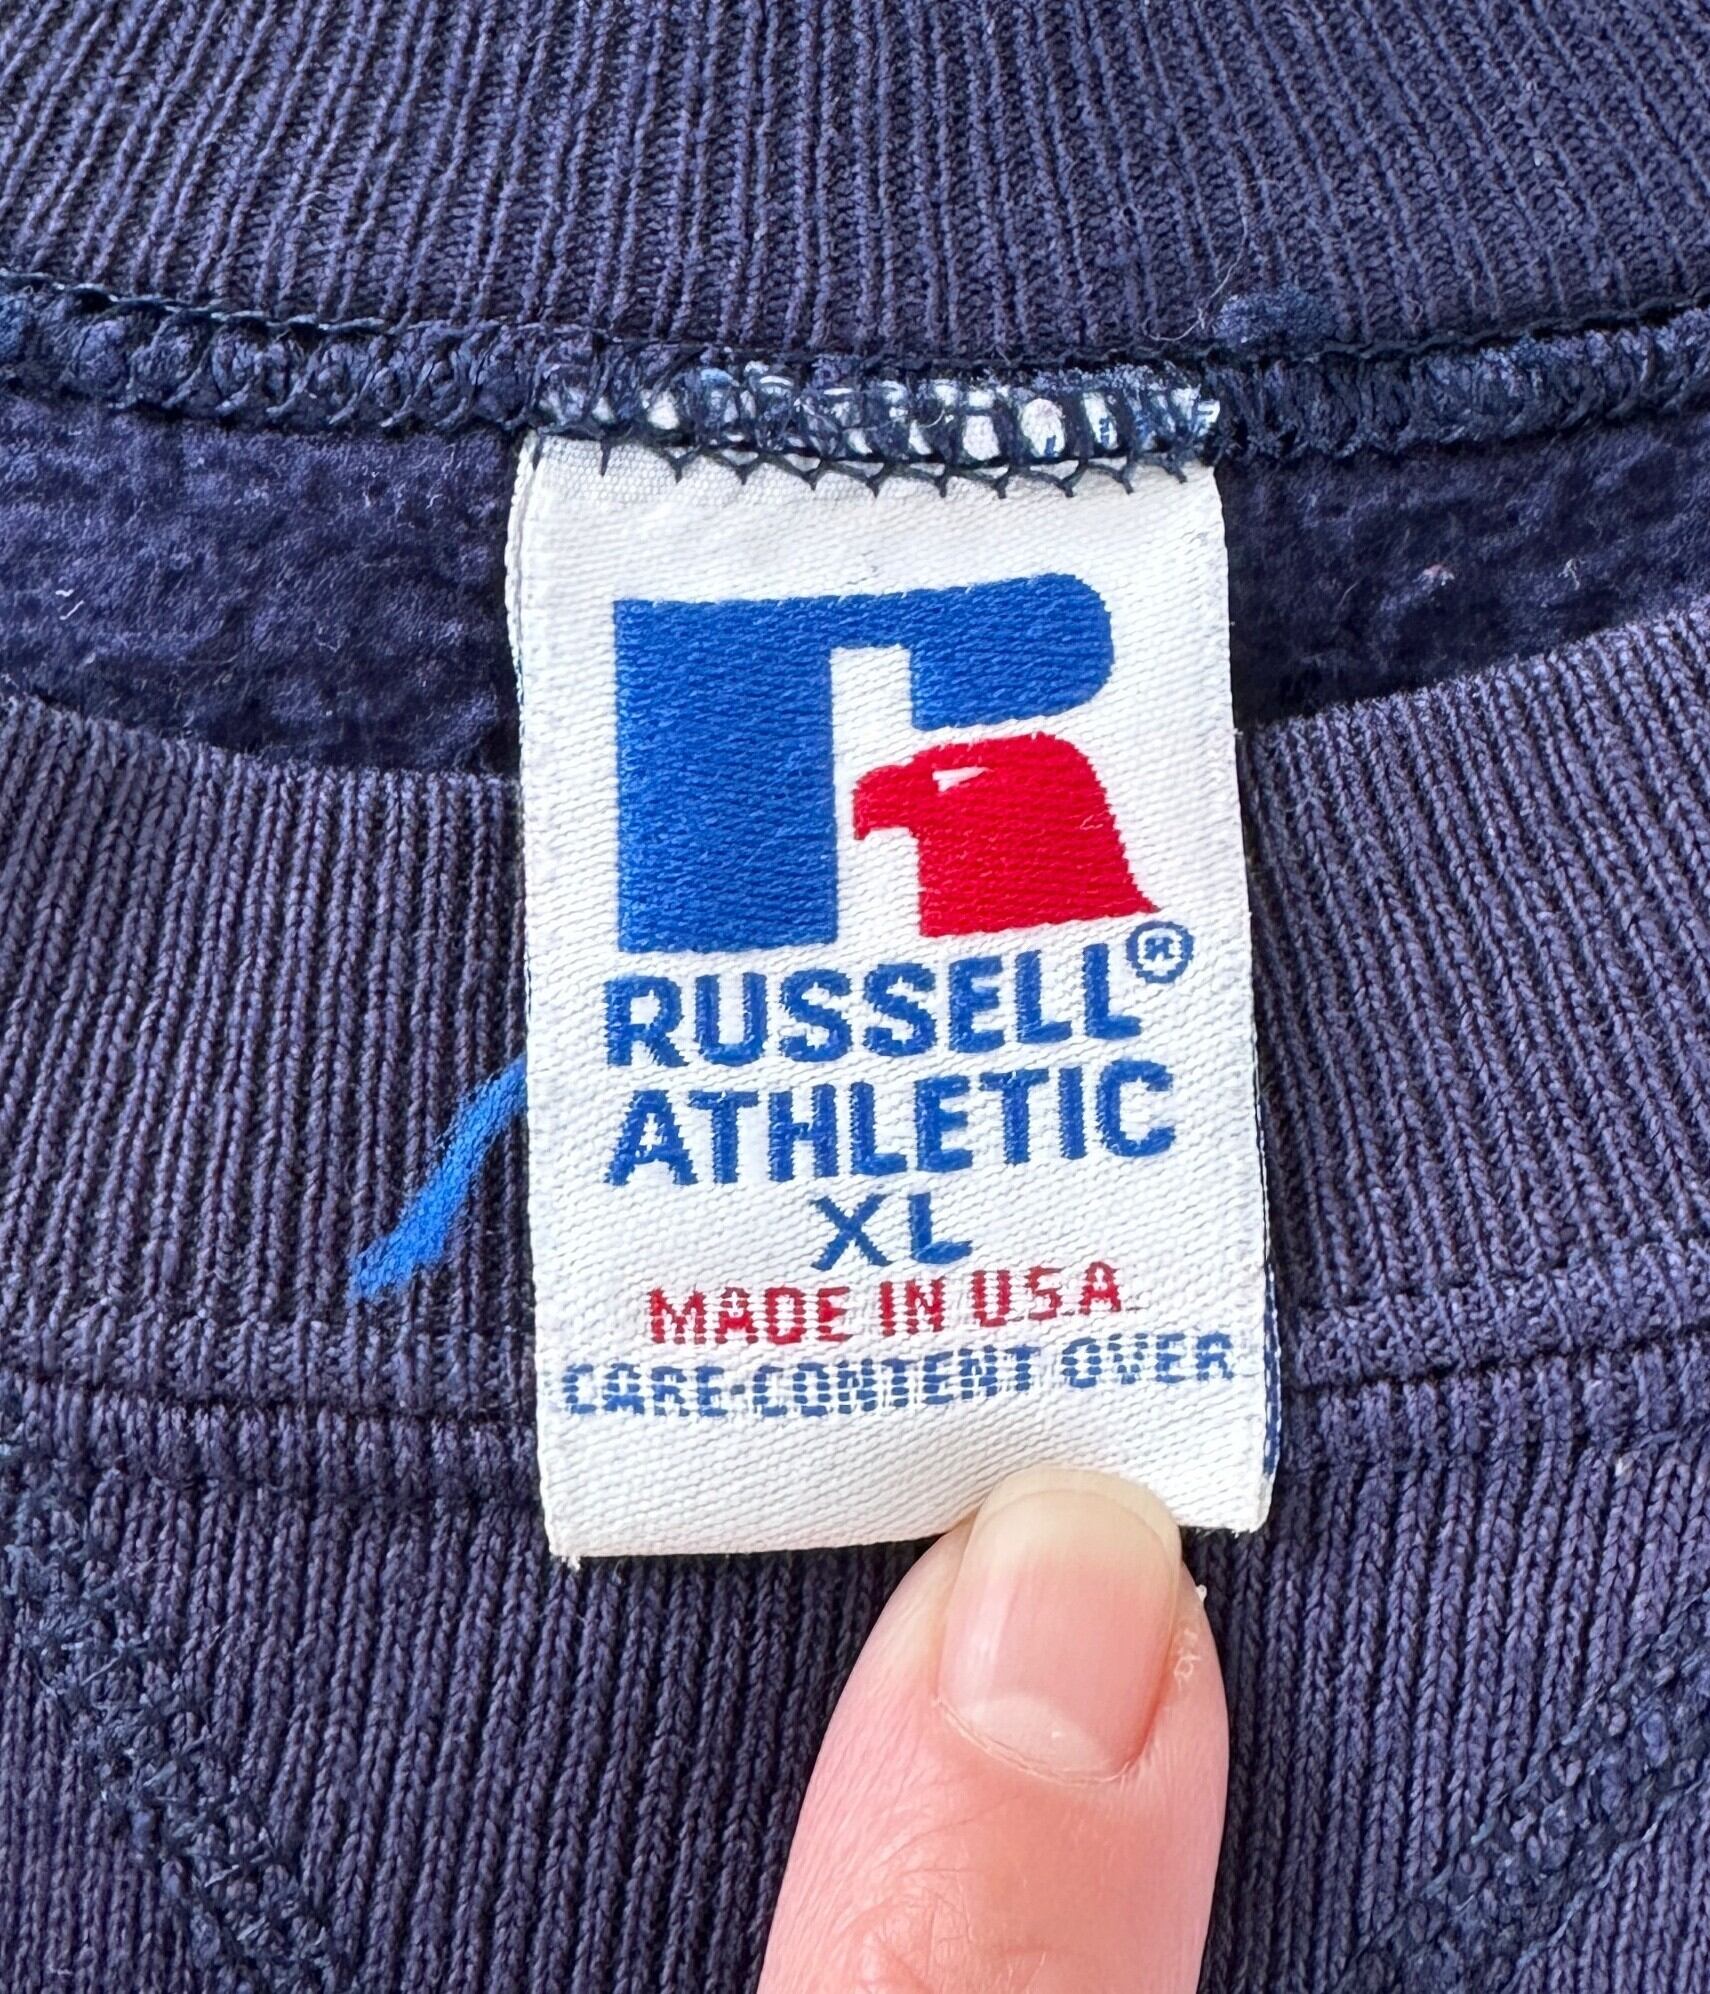 R
RUSSELL®
ATHLETIC
XL
MADE IN U.S.A.
CARE-CONTENT OVER